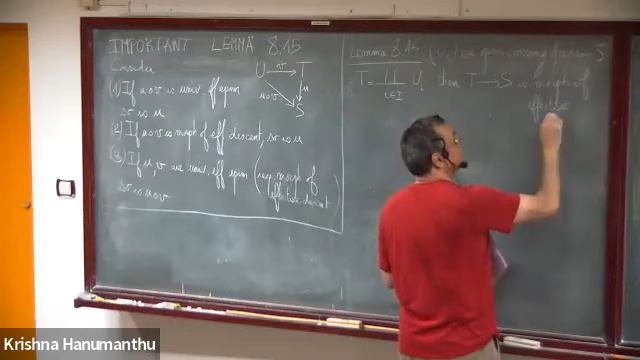 IMPORTANT LEMMA 8.15
Consider
U v T
u∘v u
S
(1) If u∘v is univ. eff epim
so is u
(2) If u∘v is morph of eff descent, so is u
(3) If u, v are univ. eff epim (resp. morph of
effective descent)
so is u∘v
Lemma 8.16 open S
T = ∐ Ui then T → S is morph of
i∈I
effective
Krishna Hanumanthu